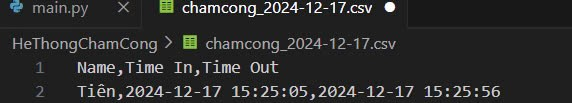 main.py chamcong_2024-12-17.csv
HeThongChamCong > chamcong_2024-12-17.csv
1 Name,Time In,Time Out
2 Tiên,2024-12-17 15:25:05,2024-12-17 15:25:56